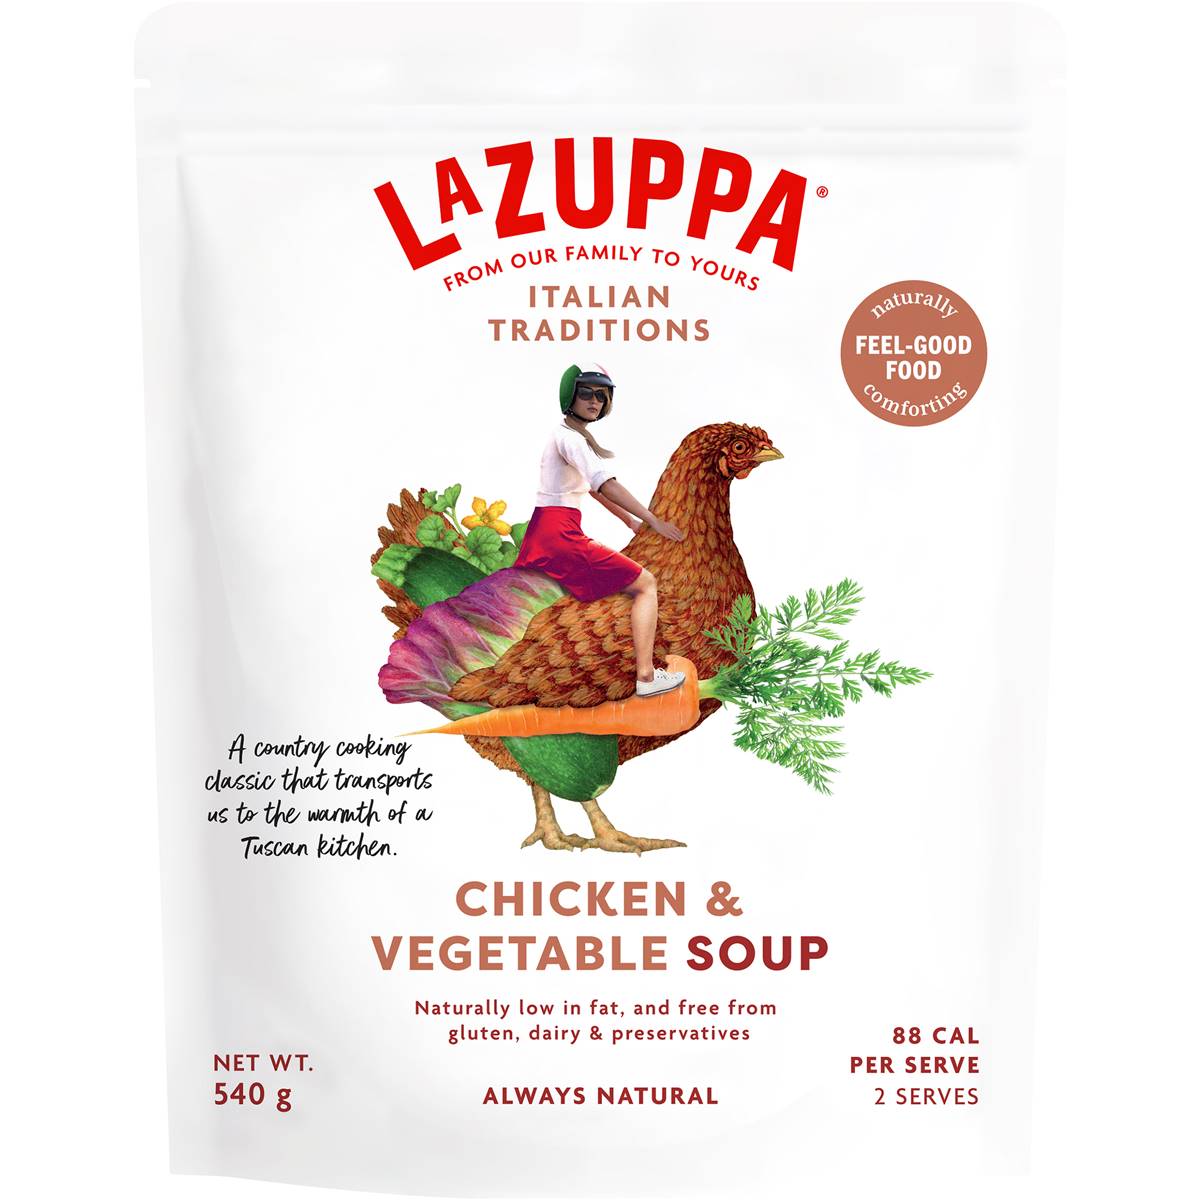 LAZUPPA®
FROM OUR FAMILY TO YOURS
ITALIAN
TRADITIONS
naturally
FEEL-GOOD
FOOD
comforting
A country cooking
classic that transports
us to the warmth of a
Tuscan kitchen.
CHICKEN &
VEGETABLE SOUP
Naturally low in fat, and free from
gluten, dairy & preservatives
NET WT.
540 g
ALWAYS NATURAL
88 CAL
PER SERVE
2 SERVES